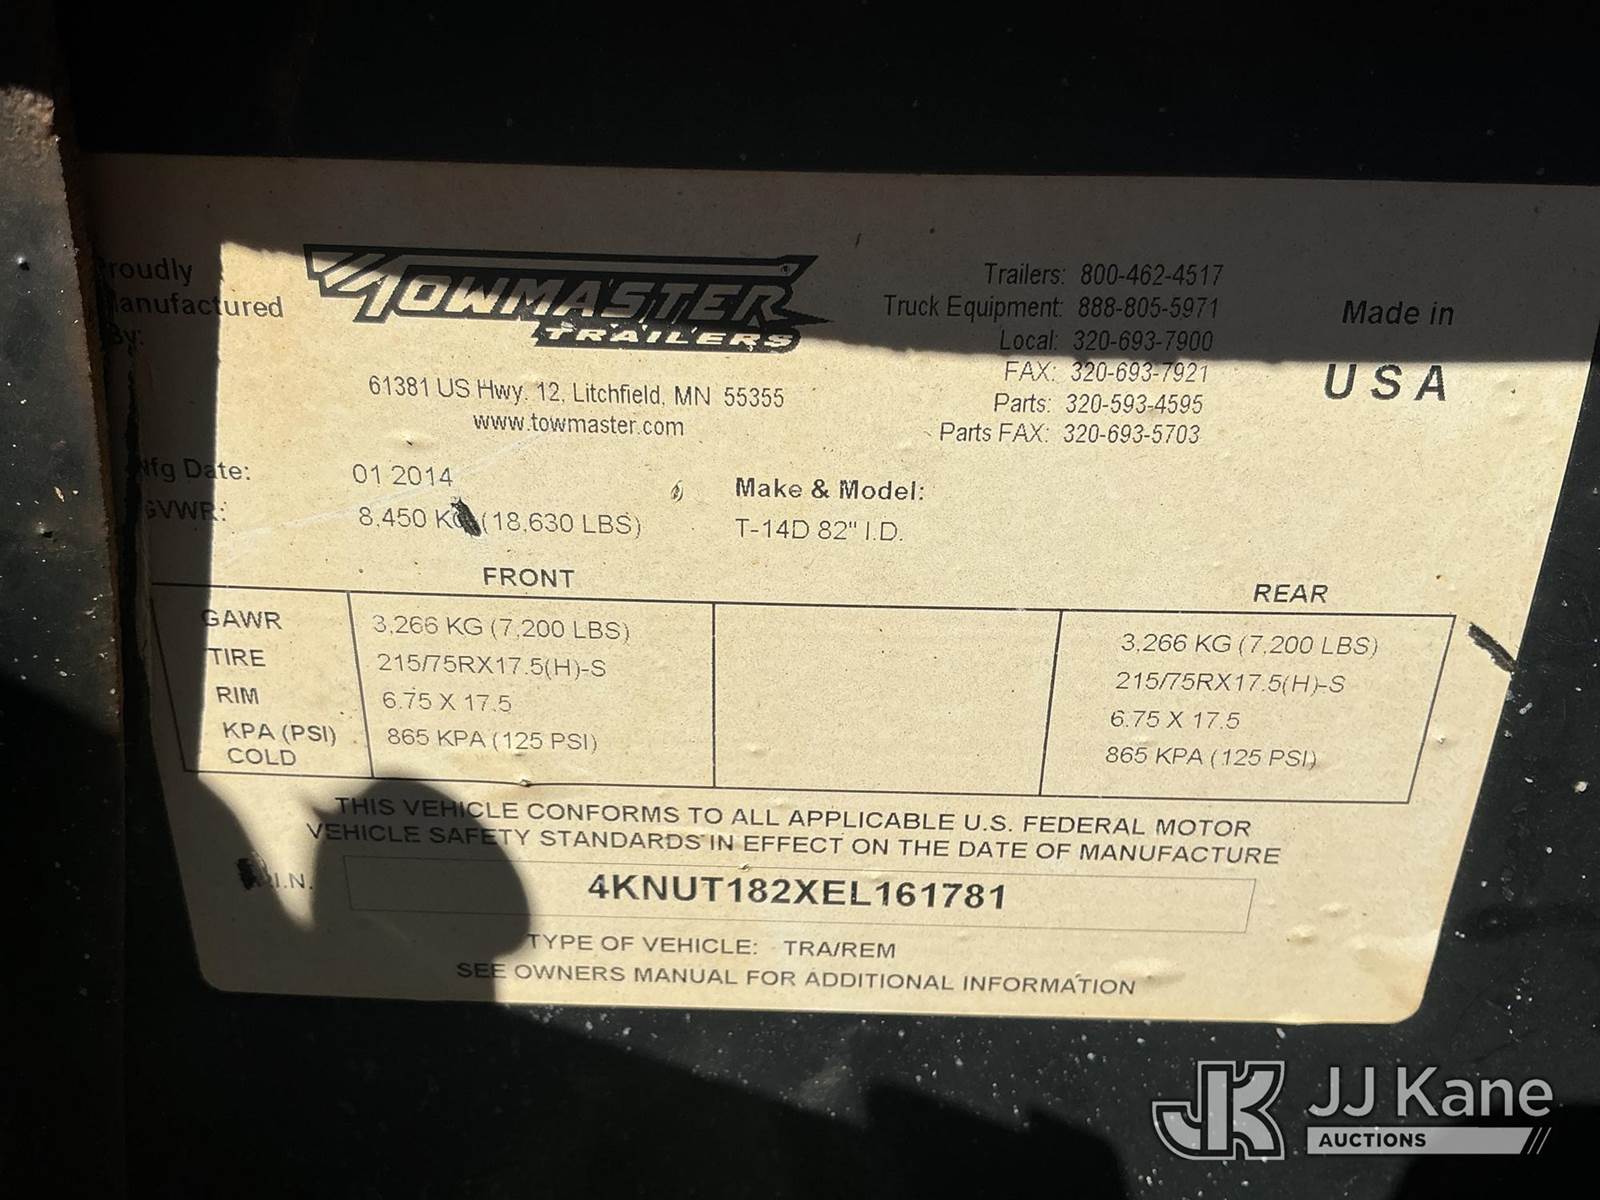 Proudly
Manufactured
By:
TOWMASTER®
TRAILERS
61381 US Hwy. 12, Litchfield, MN 55355
www.towmaster.com
Trailers: 800-462-4517
Truck Equipment: 888-805-5971
Local: 320-693-7900
FAX: 320-693-7921
Parts: 320-593-4595
Parts FAX: 320-693-5703
Made in
USA
Mfg Date: 01 2014
GVWR: 8,450 KG (18,630 LBS)
Make & Model:
T-14D 82" I.D.
FRONT REAR
GAWR 3,266 KG (7,200 LBS) 3,266 KG (7,200 LBS)
TIRE 215/75RX17.5(H)-S 215/75RX17.5(H)-S
RIM 6.75 X 17.5 6.75 X 17.5
KPA (PSI) 865 KPA (125 PSI) 865 KPA (125 PSI)
COLD
THIS VEHICLE CONFORMS TO ALL APPLICABLE U.S. FEDERAL MOTOR
VEHICLE SAFETY STANDARDS IN EFFECT ON THE DATE OF MANUFACTURE
V.I.N. 4KNUT182XEL161781
TYPE OF VEHICLE: TRA/REM
SEE OWNERS MANUAL FOR ADDITIONAL INFORMATION
JK JJ Kane
AUCTIONS